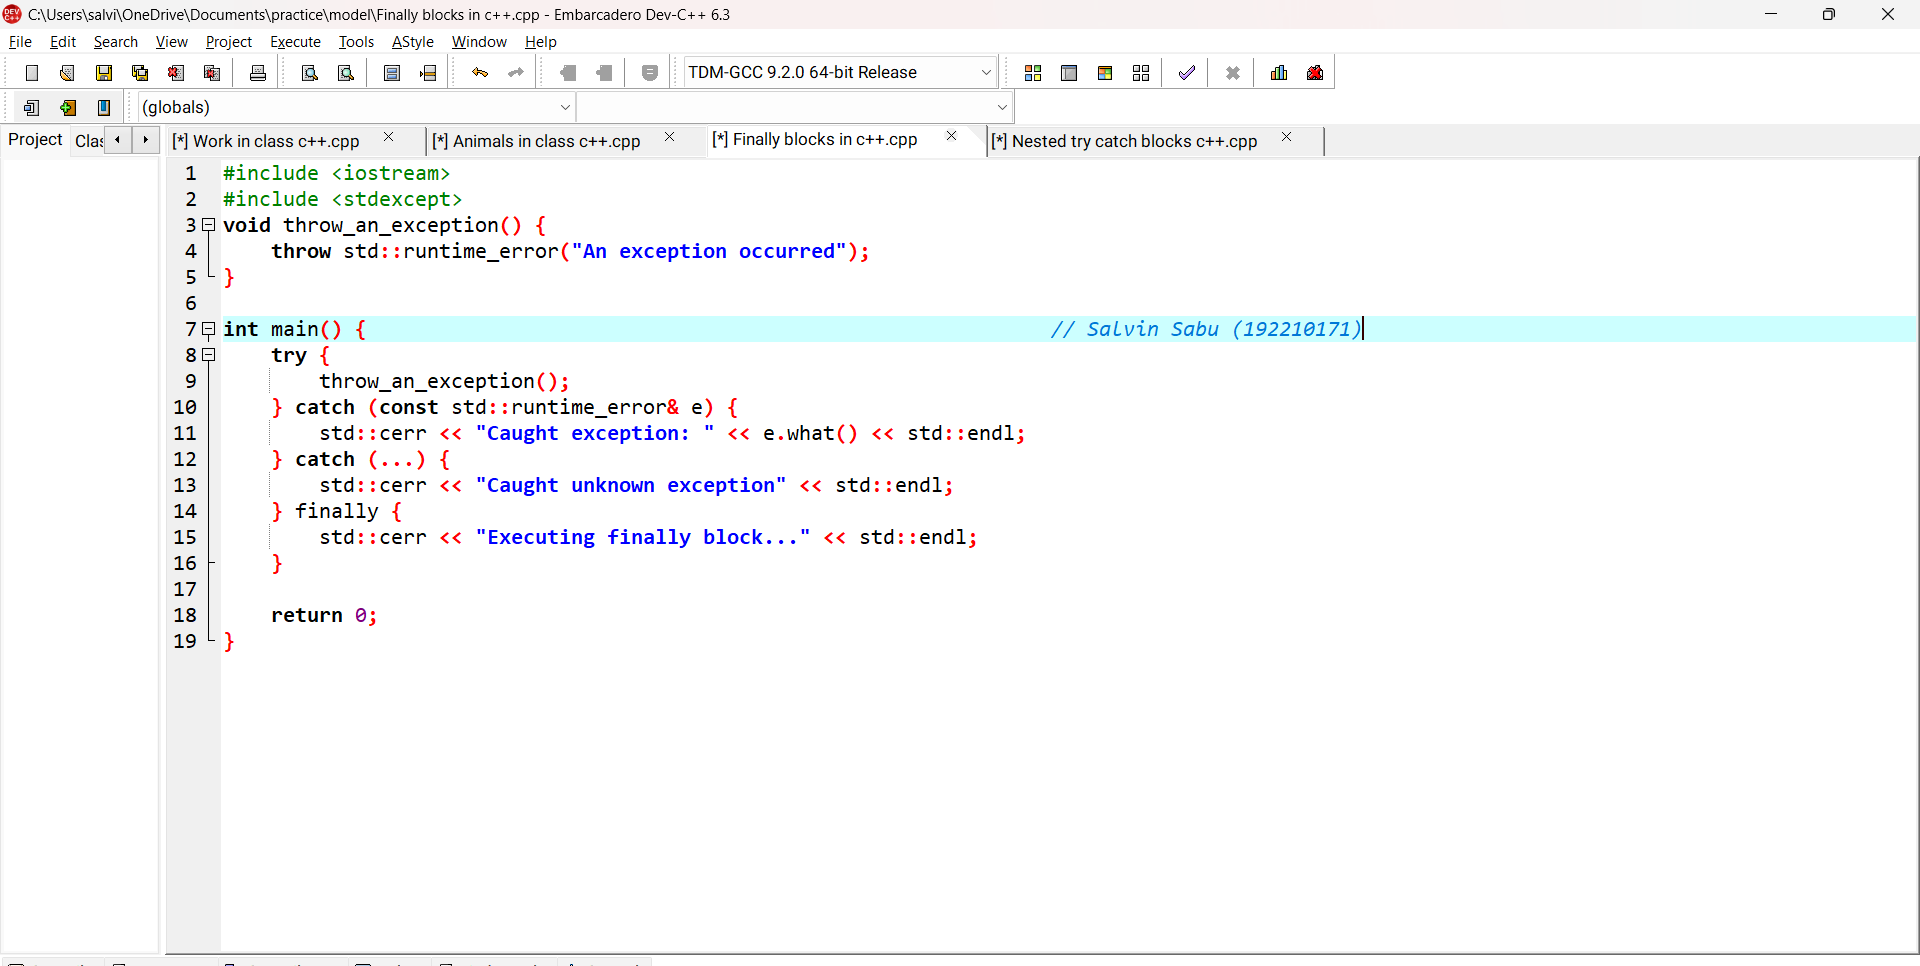 C:\Users\salvi\OneDrive\Documents\practice\model\Finally blocks in c++.cpp - Embarcadero Dev-C++ 6.3
File Edit Search View Project Execute Tools AStyle Window Help
TDM-GCC 9.2.0 64-bit Release
(globals)
Project Clas [*] Work in class c++.cpp [*] Animals in class c++.cpp [*] Finally blocks in c++.cpp [*] Nested try catch blocks c++.cpp
1 #include <iostream>
2 #include <stdexcept>
3 void throw_an_exception() {
4     throw std::runtime_error("An exception occurred");
5 }
6
7 int main() { // Salvin Sabu (192210171)
8     try {
9         throw_an_exception();
10     } catch (const std::runtime_error& e) {
11         std::cerr << "Caught exception: " << e.what() << std::endl;
12     } catch (...) {
13         std::cerr << "Caught unknown exception" << std::endl;
14     } finally {
15         std::cerr << "Executing finally block..." << std::endl;
16     }
17
18     return 0;
19 }